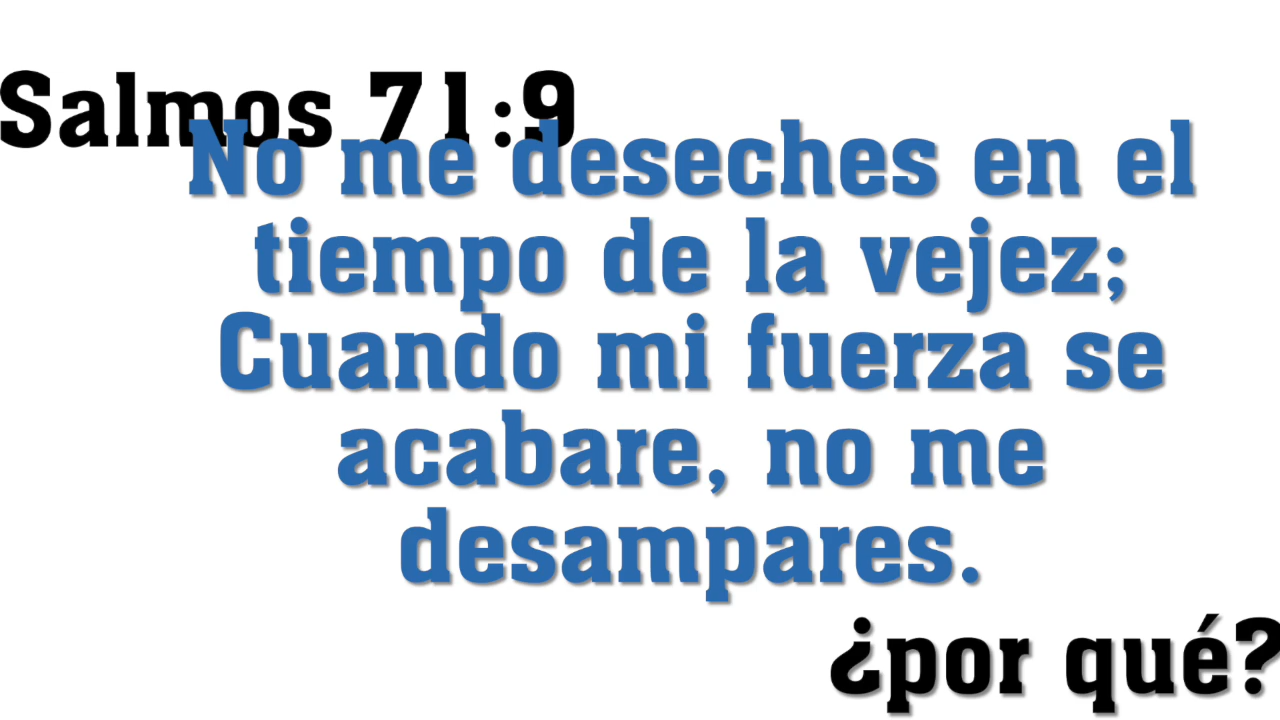 Salmos 71:9
No me deseches en el
tiempo de la vejez;
Cuando mi fuerza se
acabare, no me
desampares.
¿por qué?